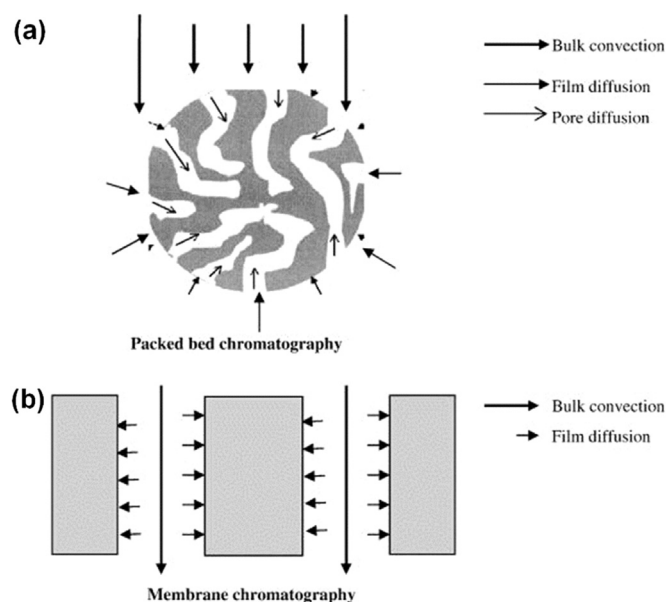 (a)
Bulk convection
Film diffusion
Pore diffusion
Packed bed chromatography
(b)
Bulk convection
Film diffusion
Membrane chromatography